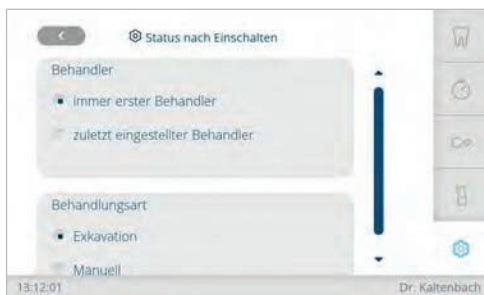 Status nach Einschalten
Behandler
immer erster Behandler
zuletzt eingestellter Behandler
Behandlungsart
Exkavation
Manuell
13:12:01
Dr. Kaltenbach